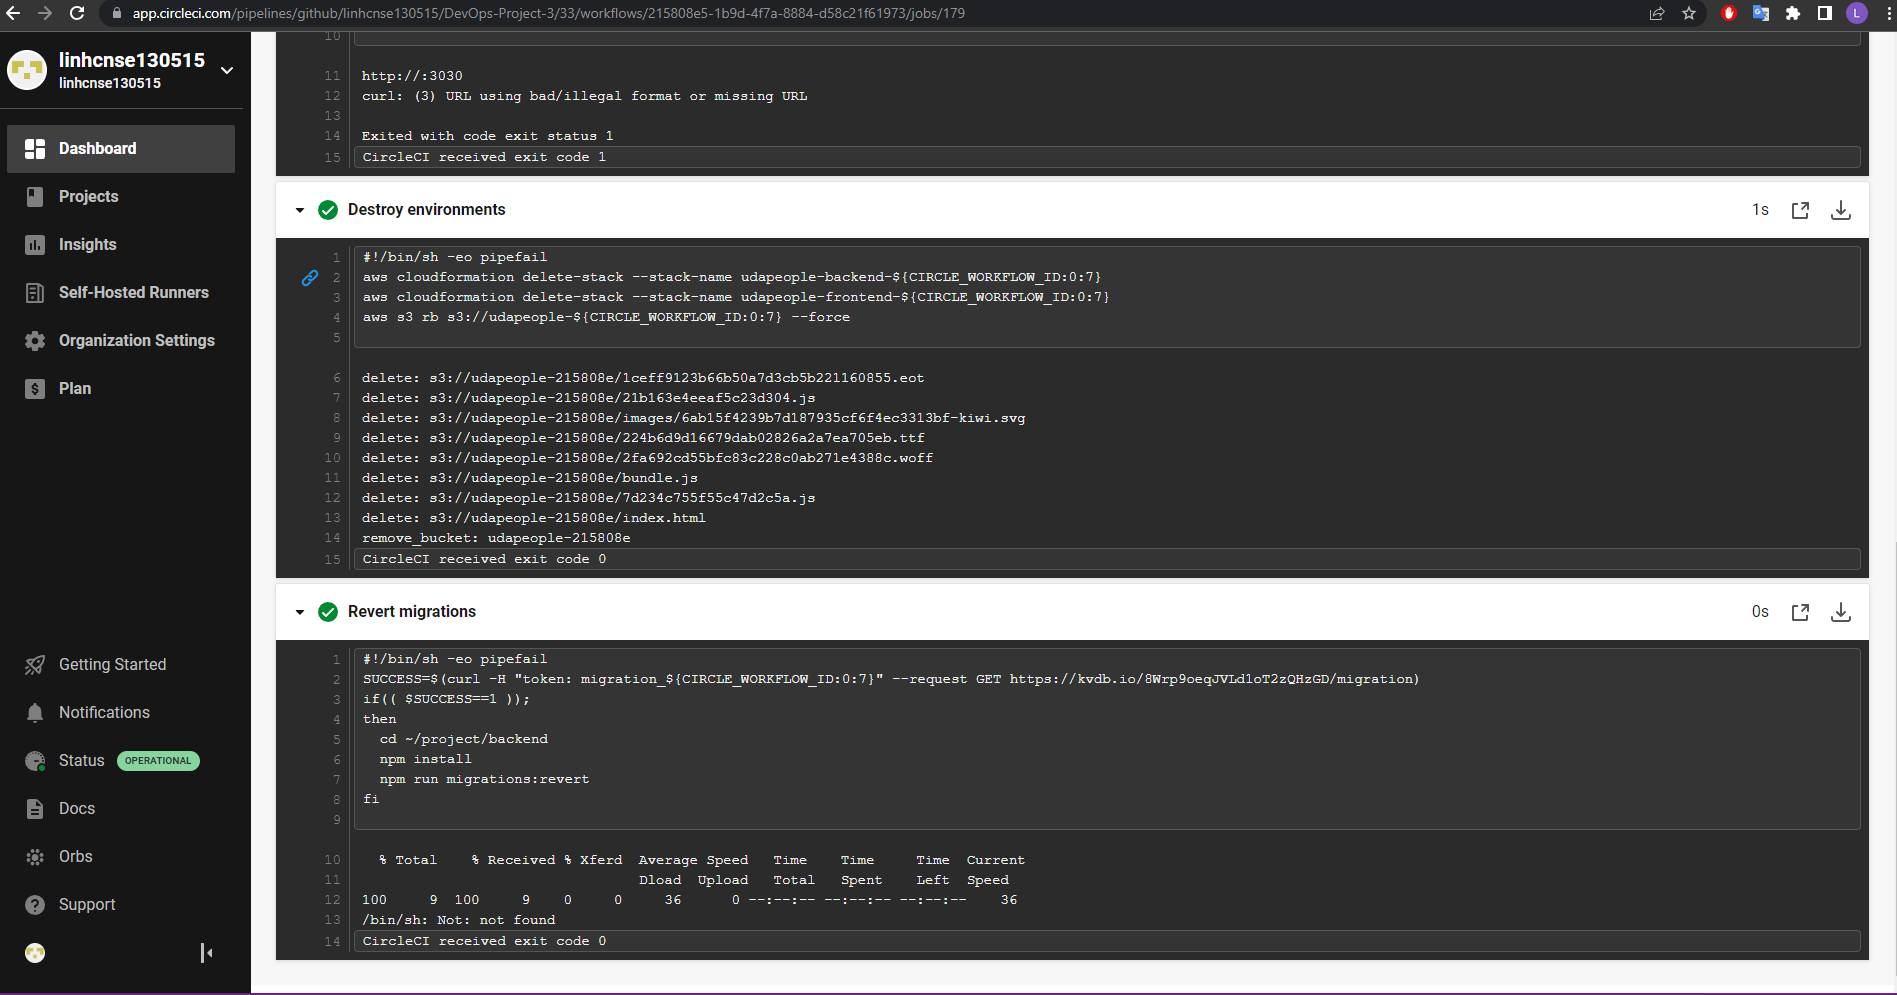 app.circleci.com/pipelines/github/linhcnse130515/DevOps-Project-3/33/workflows/215808e5-1b9d-4f7a-8884-d58c21f61973/jobs/179
L
linhcnse130515
linhcnse130515
Dashboard
Projects
Insights
Self-Hosted Runners
Organization Settings
Plan
Getting Started
Notifications
Status OPERATIONAL
Docs
Orbs
Support
10
11 http://:3030
12 curl: (3) URL using bad/illegal format or missing URL
13
14 Exited with code exit status 1
15 CircleCI received exit code 1
Destroy environments 1s
1 #!/bin/sh -eo pipefail
2 aws cloudformation delete-stack --stack-name udapeople-backend-${CIRCLE_WORKFLOW_ID:0:7}
3 aws cloudformation delete-stack --stack-name udapeople-frontend-${CIRCLE_WORKFLOW_ID:0:7}
4 aws s3 rb s3://udapeople-${CIRCLE_WORKFLOW_ID:0:7} --force
5
6 delete: s3://udapeople-215808e/1ceff9123b66b50a7d3cb5b221160855.eot
7 delete: s3://udapeople-215808e/21b163e4eeaf5c23d304.js
8 delete: s3://udapeople-215808e/images/6ab15f4239b7d187935cf6f4ec3313bf-kiwi.svg
9 delete: s3://udapeople-215808e/224b6d9d16679dab02826a2a7ea705eb.ttf
10 delete: s3://udapeople-215808e/2fa692cd55bfc83c228c0ab271e4388c.woff
11 delete: s3://udapeople-215808e/bundle.js
12 delete: s3://udapeople-215808e/7d234c755f55c47d2c5a.js
13 delete: s3://udapeople-215808e/index.html
14 remove_bucket: udapeople-215808e
15 CircleCI received exit code 0
Revert migrations 0s
1 #!/bin/sh -eo pipefail
2 SUCCESS=$(curl -H "token: migration_${CIRCLE_WORKFLOW_ID:0:7}" --request GET https://kvdb.io/8Wrp9oeqJVLd1oT2zQHzGD/migration)
3 if(( $SUCCESS==1 ));
4 then
5 cd ~/project/backend
6 npm install
7 npm run migrations:revert
8 fi
9
10 % Total % Received % Xferd Average Speed Time Time Time Current
11 Dload Upload Total Spent Left Speed
12 100 9 100 9 0 0 36 0 --:--:-- --:--:-- --:--:-- 36
13 /bin/sh: Not: not found
14 CircleCI received exit code 0